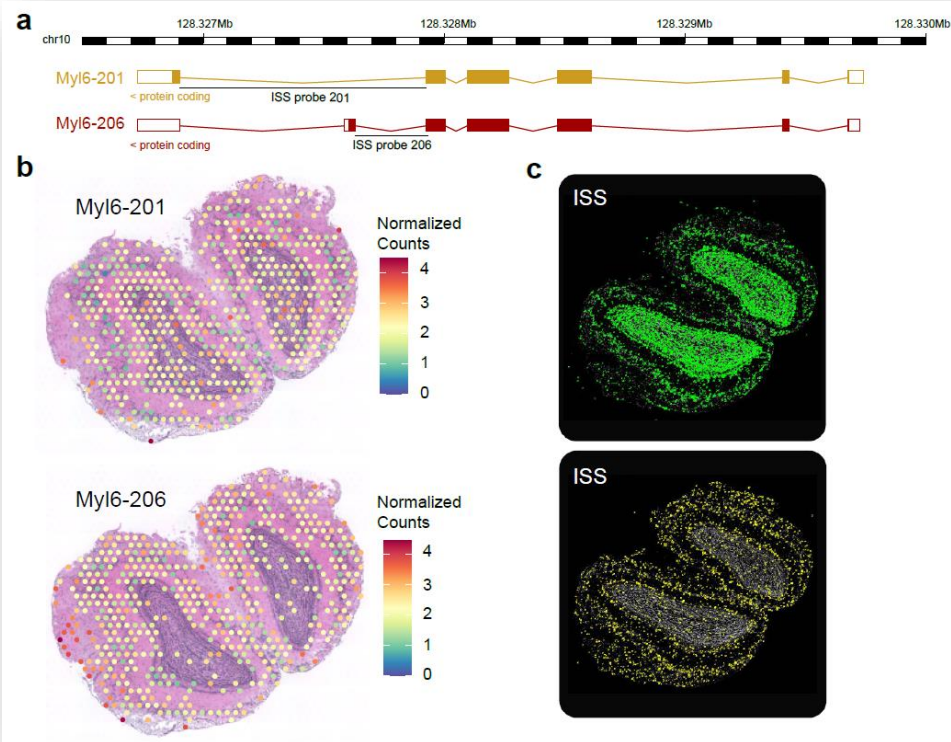 a
128.327Mb 128.328Mb 128.329Mb 128.330Mb
chr10
Myl6-201
< protein coding
ISS probe 201
Myl6-206
< protein coding
ISS probe 206
b
Myl6-201
Normalized
Counts
4
3
2
1
0
Myl6-206
Normalized
Counts
4
3
2
1
0
c
ISS
ISS